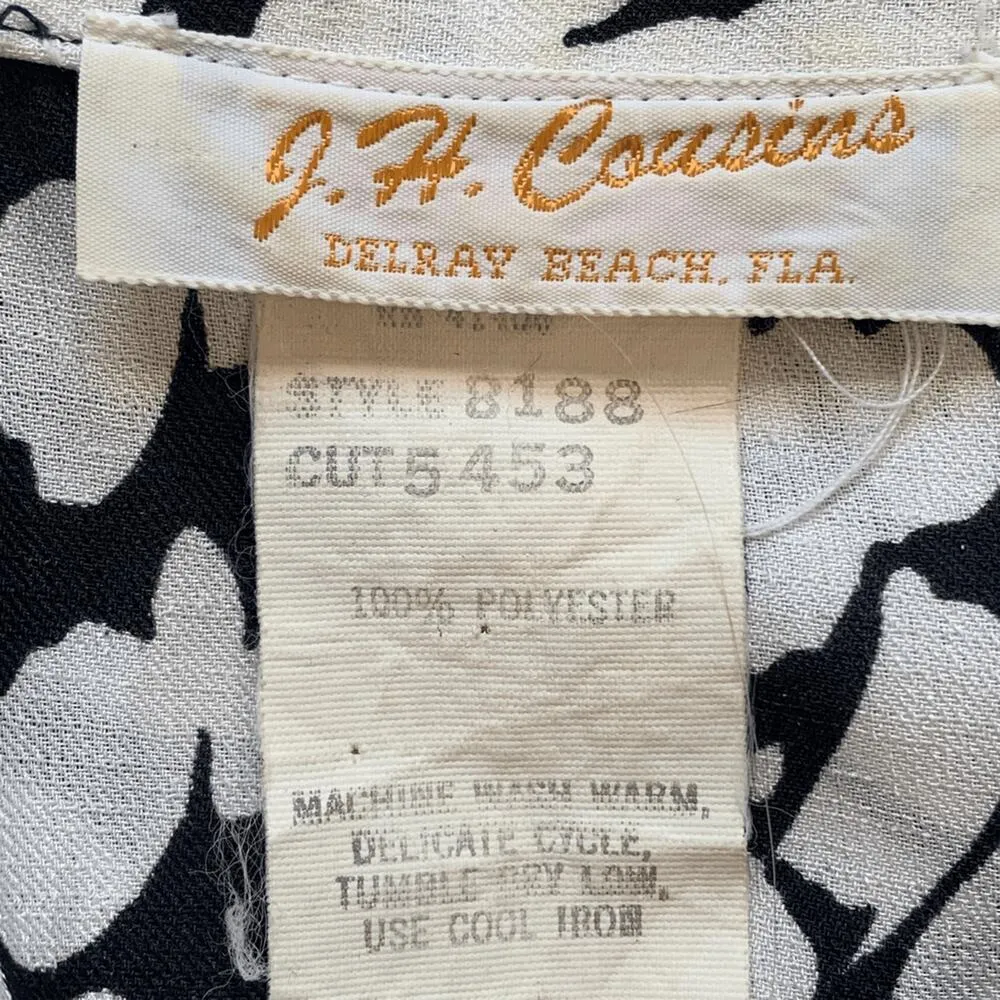 J. H. Cousins
DELRAY BEACH, FLA.
STYLE 8188
CUT 5453
100% POLYESTER
MACHINE WASH WARM,
DELICATE CYCLE,
TUMBLE DRY LOW,
USE COOL IRON